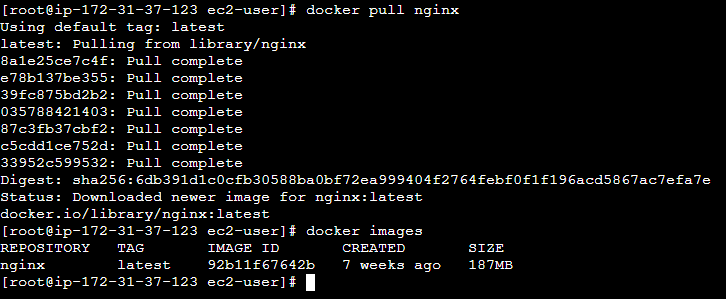 [root@ip-172-31-37-123 ec2-user]# docker pull nginx
Using default tag: latest
latest: Pulling from library/nginx
8a1e25ce7c4f: Pull complete
e78b137be355: Pull complete
39fc875bd2b2: Pull complete
035788421403: Pull complete
87c3fb37cbf2: Pull complete
c5cdd1ce752d: Pull complete
33952c599532: Pull complete
Digest: sha256:6db391d1c0cfb30588ba0bf72ea999404f2764febf0f1f196acd5867ac7efa7e
Status: Downloaded newer image for nginx:latest
docker.io/library/nginx:latest
[root@ip-172-31-37-123 ec2-user]# docker images
REPOSITORY TAG IMAGE ID CREATED SIZE
nginx latest 92b11f67642b 7 weeks ago 187MB
[root@ip-172-31-37-123 ec2-user]#